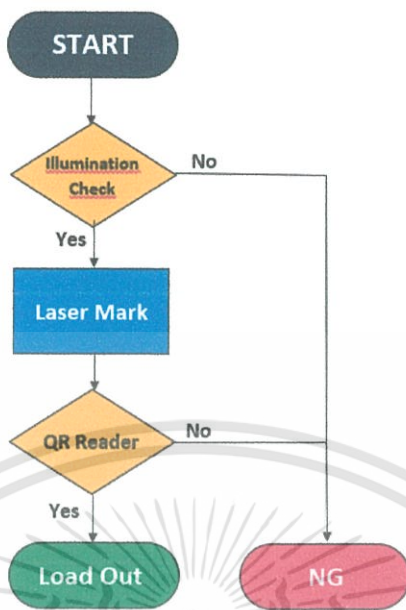 START
Illumination
Check
No
Yes
Laser Mark
QR Reader
No
Yes
Load Out
NG